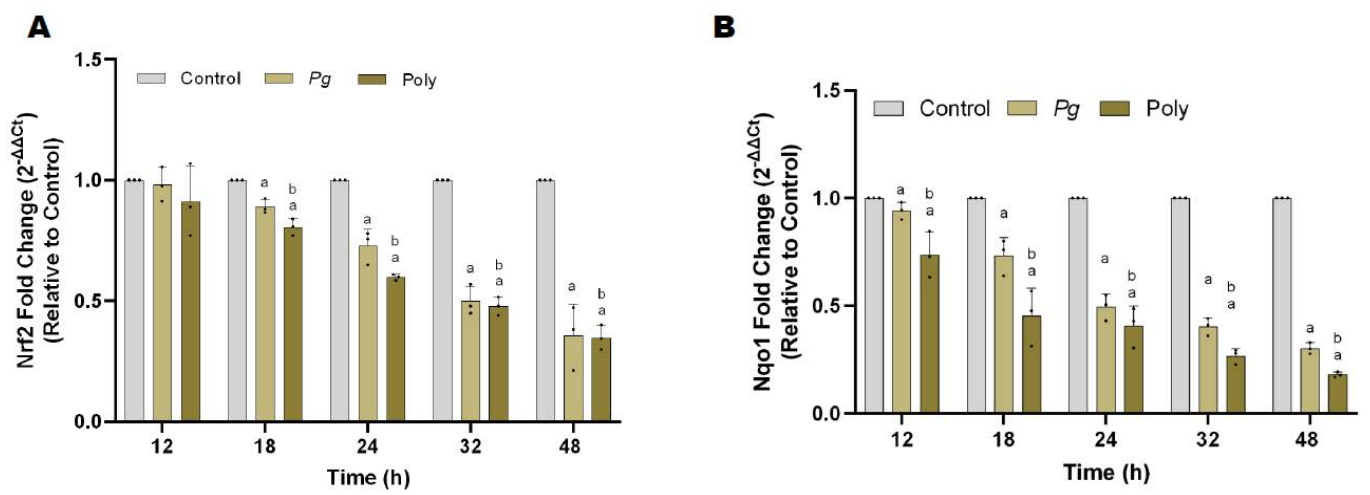 A
1.5
1.0
0.5
0.0
Nrf2 Fold Change (2^-ΔΔCt)
(Relative to Control)
Control Pg Poly
a b
a
a b
a
a b
a
a b
a
12 18 24 32 48
Time (h)
B
1.5
1.0
0.5
0.0
Nqo1 Fold Change (2^-ΔΔCt)
(Relative to Control)
Control Pg Poly
a b
a
a b
a
a b
a
a b
a
a b
a
12 18 24 32 48
Time (h)